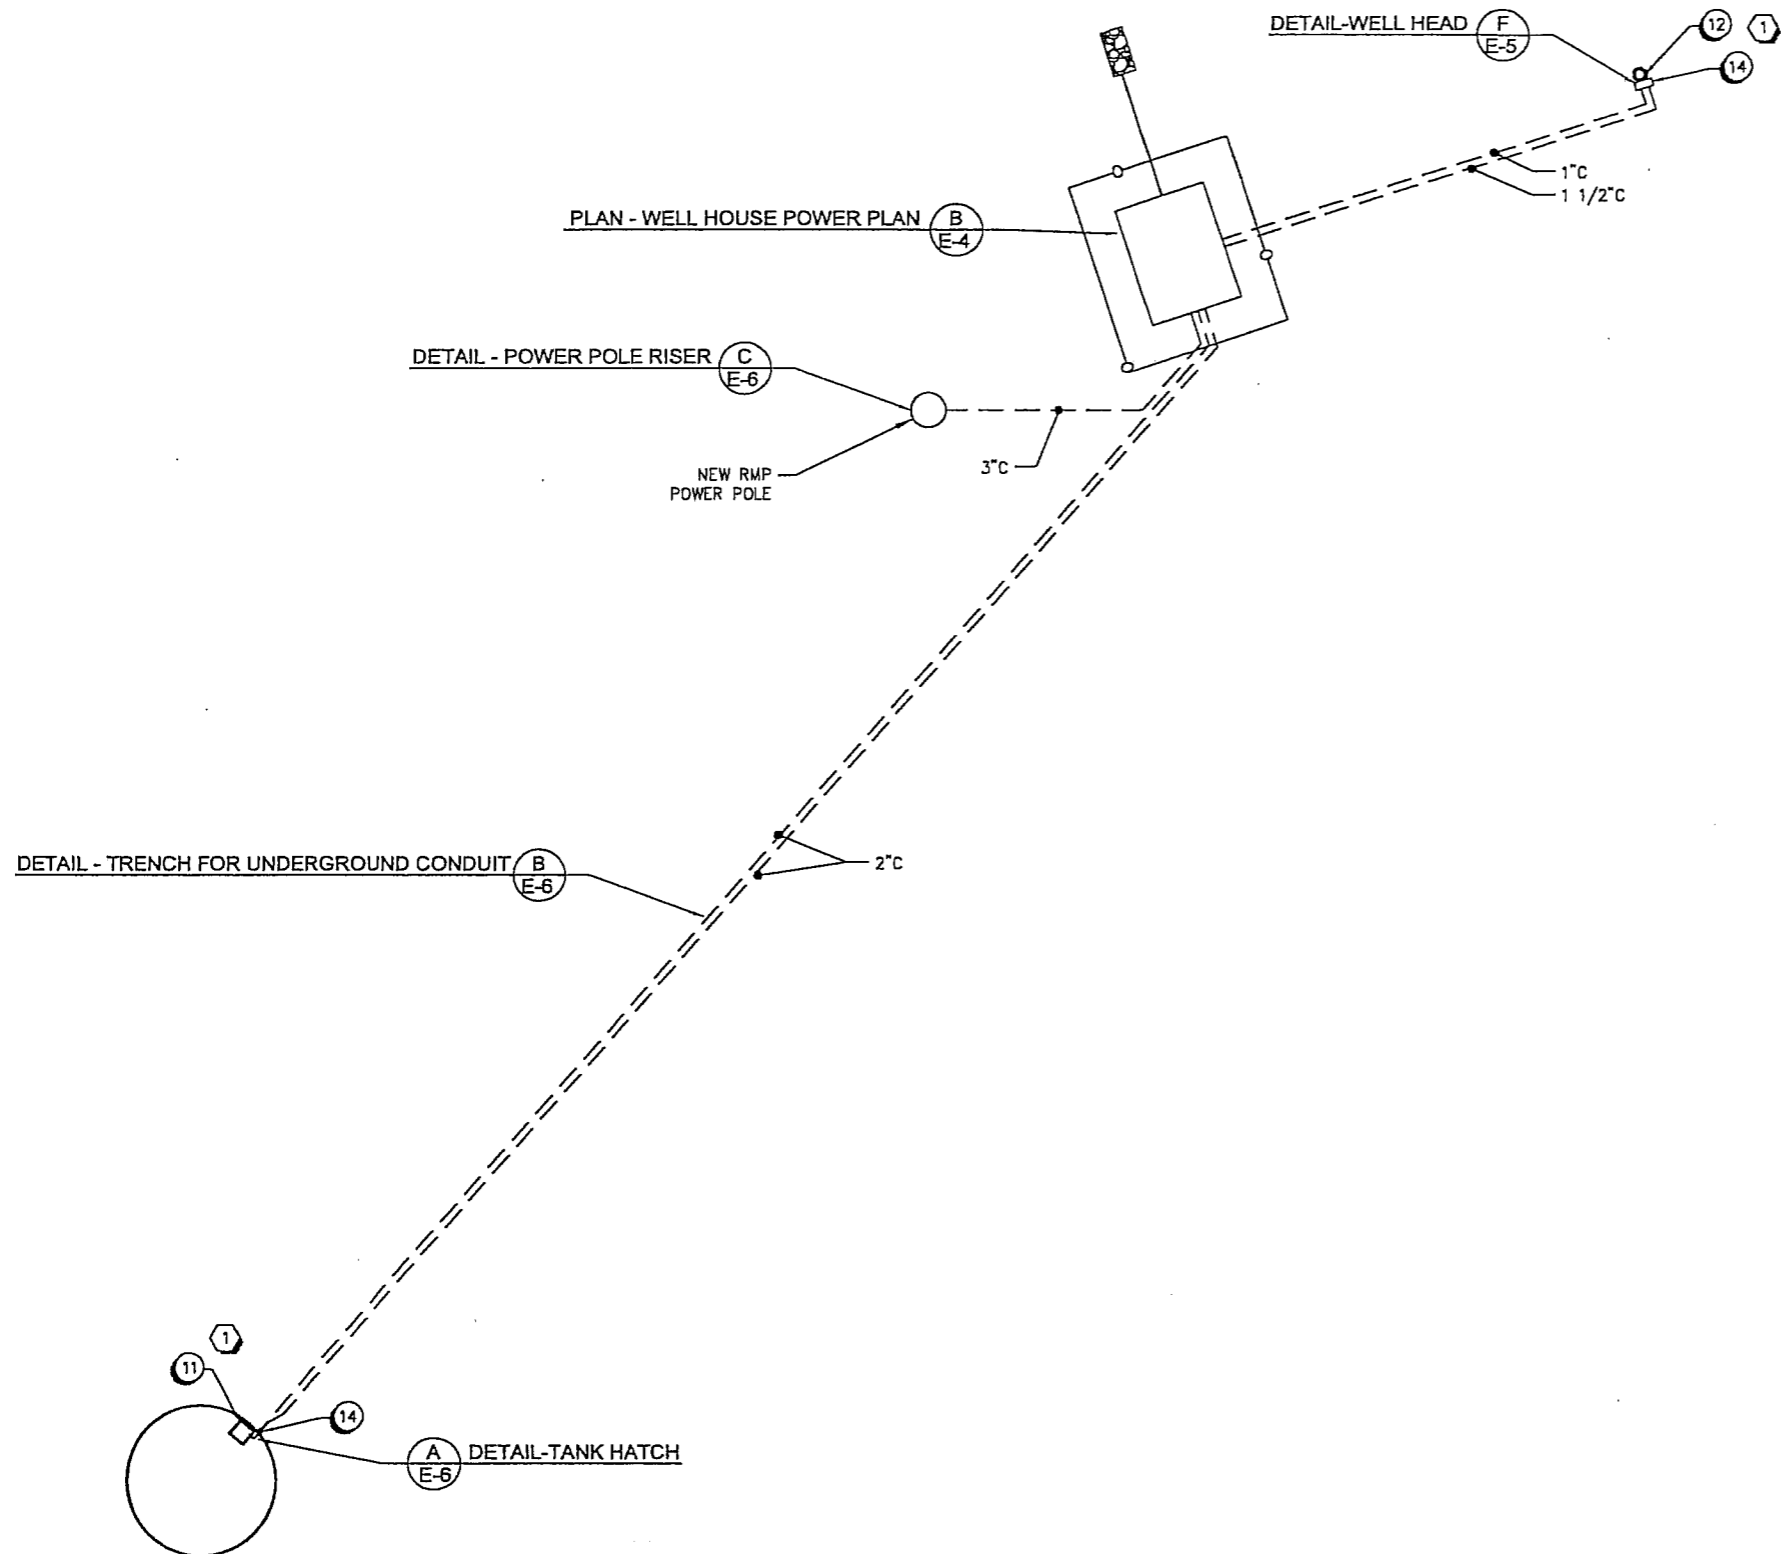 DETAIL-WELL HEAD
F
E-5
12
1
14
1"C
1 1/2"C
PLAN - WELL HOUSE POWER PLAN
B
E-4
DETAIL - POWER POLE RISER
C
E-6
3"C
NEW RMP
POWER POLE
DETAIL - TRENCH FOR UNDERGROUND CONDUIT
B
E-6
2"C
1
11
14
A
E-6
DETAIL-TANK HATCH